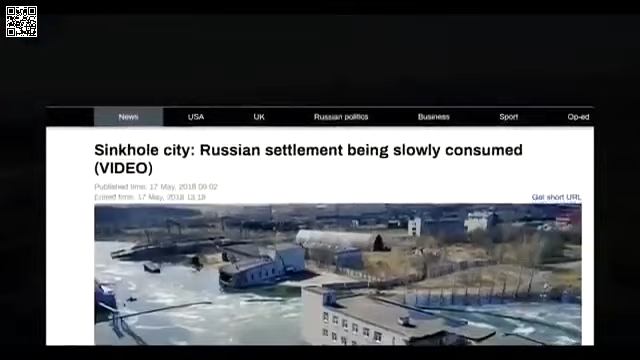 News USA UK Russian politics Business Sport Op-ed
Sinkhole city: Russian settlement being slowly consumed
(VIDEO)
Published time: 17 May, 2018 09:02
Edited time: 17 May, 2018 13:18
Get short URL